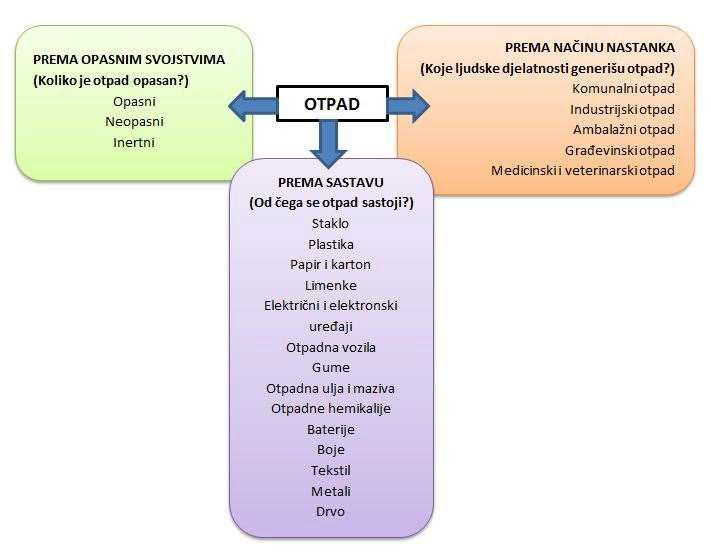 OTPAD
PREMA OPASNIM SVOJSTVIMA
(Koliko je otpad opasan?)
Opasni
Neopasni
Inertni
PREMA NAČINU NASTANKA
(Koje ljudske djelatnosti generišu otpad?)
Komunalni otpad
Industrijski otpad
Ambalažni otpad
Građevinski otpad
Medicinski i veterinarski otpad
PREMA SASTAVU
(Od čega se otpad sastoji?)
Staklo
Plastika
Papir i karton
Limenke
Električni i elektronski
uređaji
Otpadna vozila
Gume
Otpadna ulja i maziva
Otpadne hemikalije
Baterije
Boje
Tekstil
Metali
Drvo